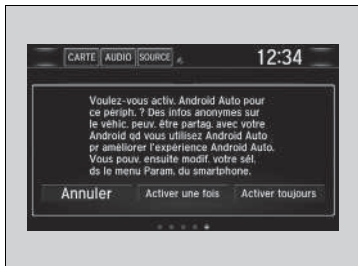 CARTE AUDIO SOURCE 12:34
Voulez-vous activ. Android Auto pour
ce périph. ? Des infos anonymes sur
le véhic. peuv. être partag. avec votre
Android qd vous utilisez Android Auto
pr améliorer l'expérience Android Auto.
Vous pouv. ensuite modif. votre sél.
ds le menu Param. du smartphone.
Annuler Activer une fois Activer toujours